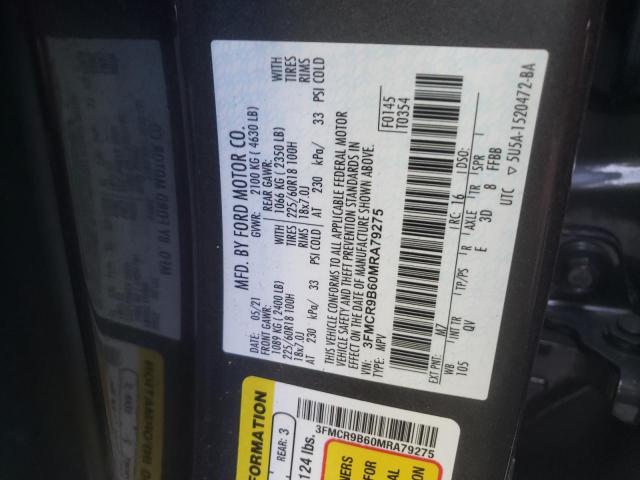 MFD. BY FORD MOTOR CO.
DATE: 05/21
GVWR: 2100 KG ( 4630 LB)
FRONT GAWR:
REAR GAWR:
1089 KG ( 2400 LB)
1066 KG ( 2350 LB)
WITH
225/60R18 100H
225/60R18 100H
TIRES
18x7.0J
18x7.0J
RIMS
AT 230 kPa/ 33 PSI COLD
AT 230 kPa/ 33 PSI COLD
THIS VEHICLE CONFORMS TO ALL APPLICABLE FEDERAL MOTOR
VEHICLE SAFETY AND THEFT PREVENTION STANDARDS IN
EFFECT ON THE DATE OF MANUFACTURE SHOWN ABOVE.
VIN: 3FMCR9B60MRA79275
TYPE: MPV
F0145
T0354
EXT PNT: M7
RC: 16
DSO:
WB
INT TR
TP/PS
R
AXLE
TR
SPR
105
QV
E
3D
8
FFBB
UTC
5U5A-1520472-BA
FORMATION
REAR: 3
124 lbs.
3FMCR9B60MRA79275